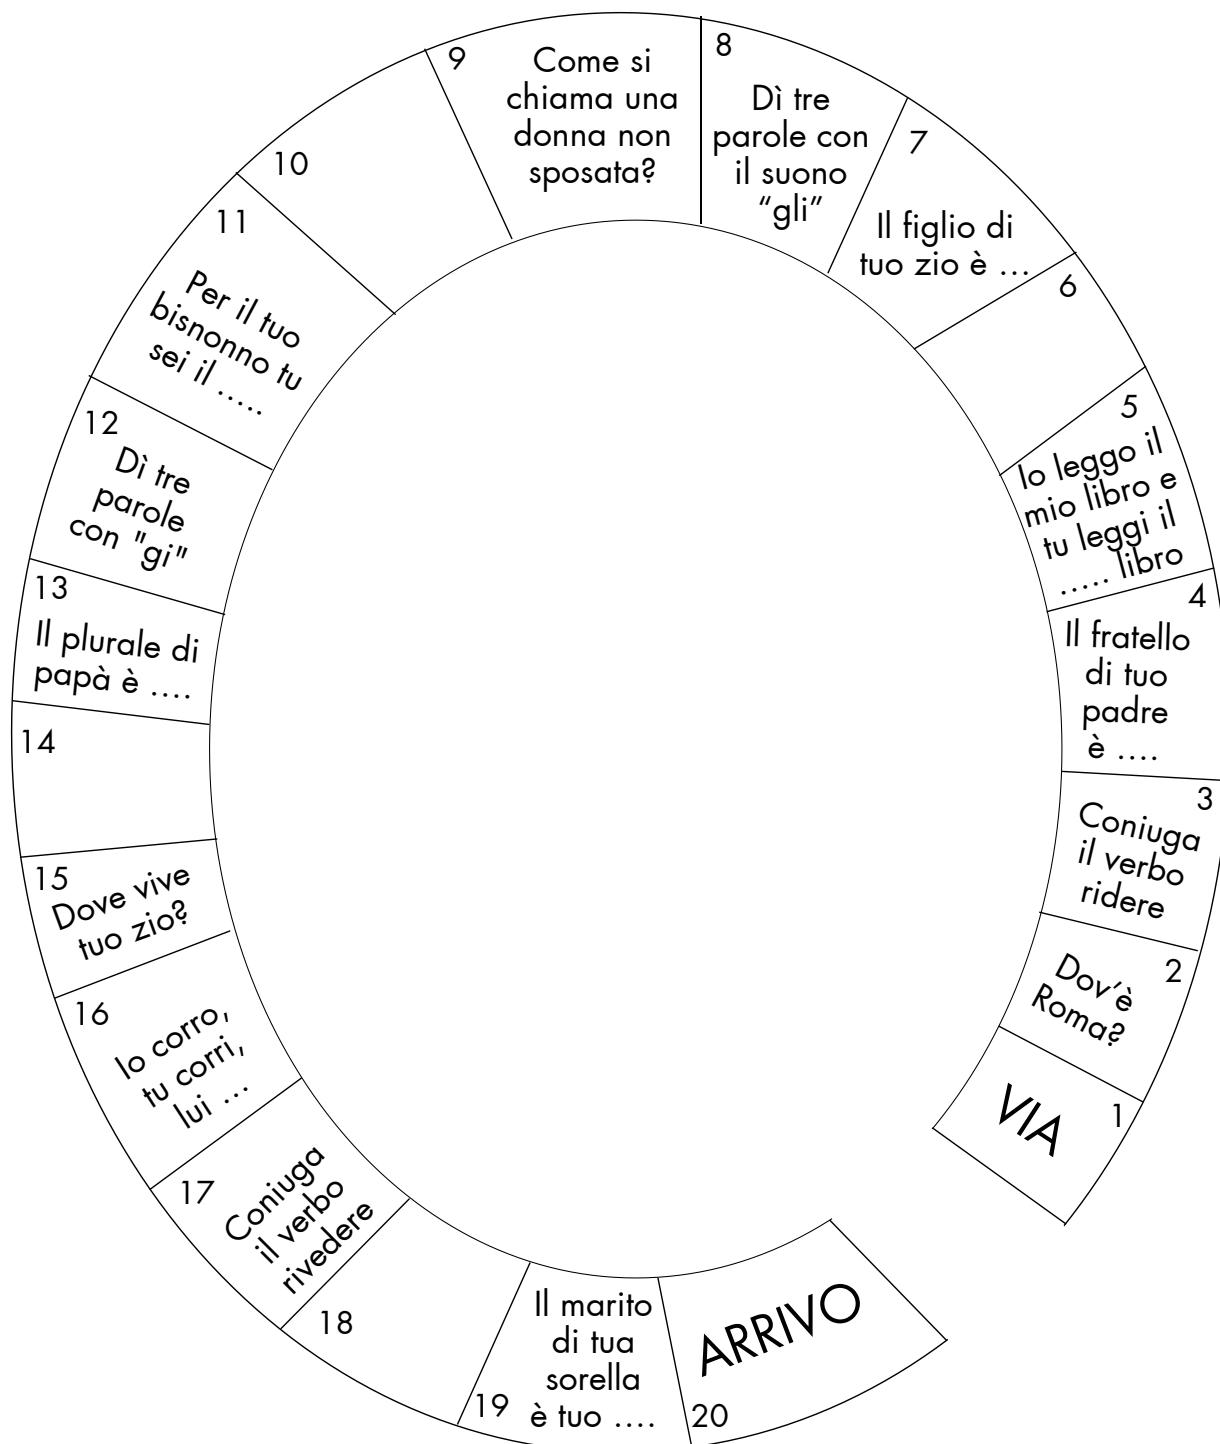 1
VIA
2
Dov'è
Roma?
3
Coniuga
il verbo
ridere
4
Il fratello
di tuo
padre
è ....
5
Io leggo il
mio libro e
tu leggi il
..... libro
6
7
Il figlio di
tuo zio è ...
8
Dì tre
parole con
il suono
“gli”
9
Come si
chiama una
donna non
sposata?
10
11
Per il tuo
bisnonno tu
sei il .....
12
Dì tre
parole
con "gi"
13
Il plurale di
papà è ....
14
15
Dove vive
tuo zio?
16
Io corro,
tu corri,
lui ...
17
Coniuga
il verbo
rivedere
18
19
Il marito
di tua
sorella
è tuo ....
20
ARRIVO